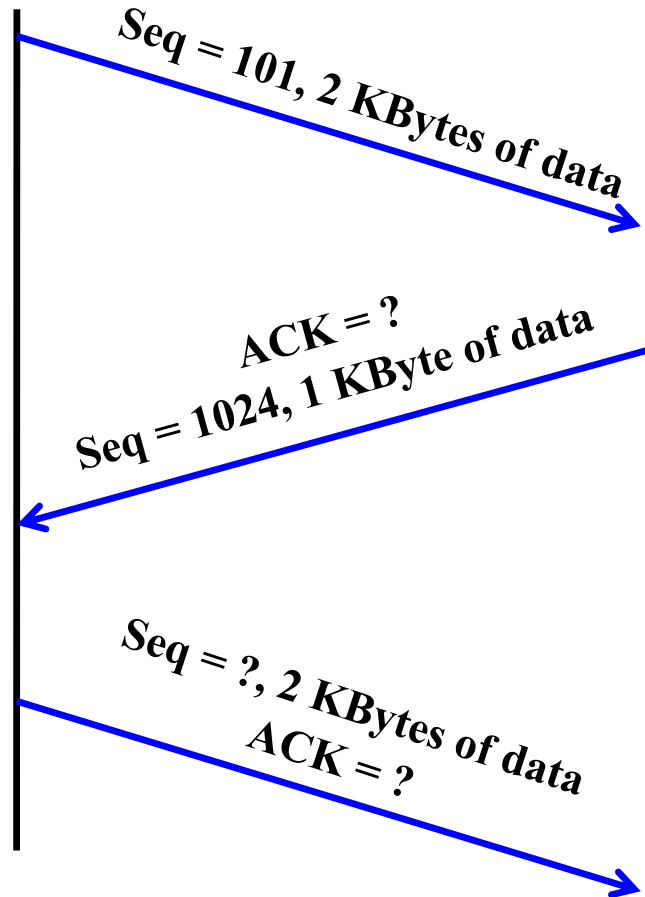 Seq = 101, 2 KBytes of data
ACK = ?
Seq = 1024, 1 KByte of data
Seq = ?, 2 KBytes of data
ACK = ?